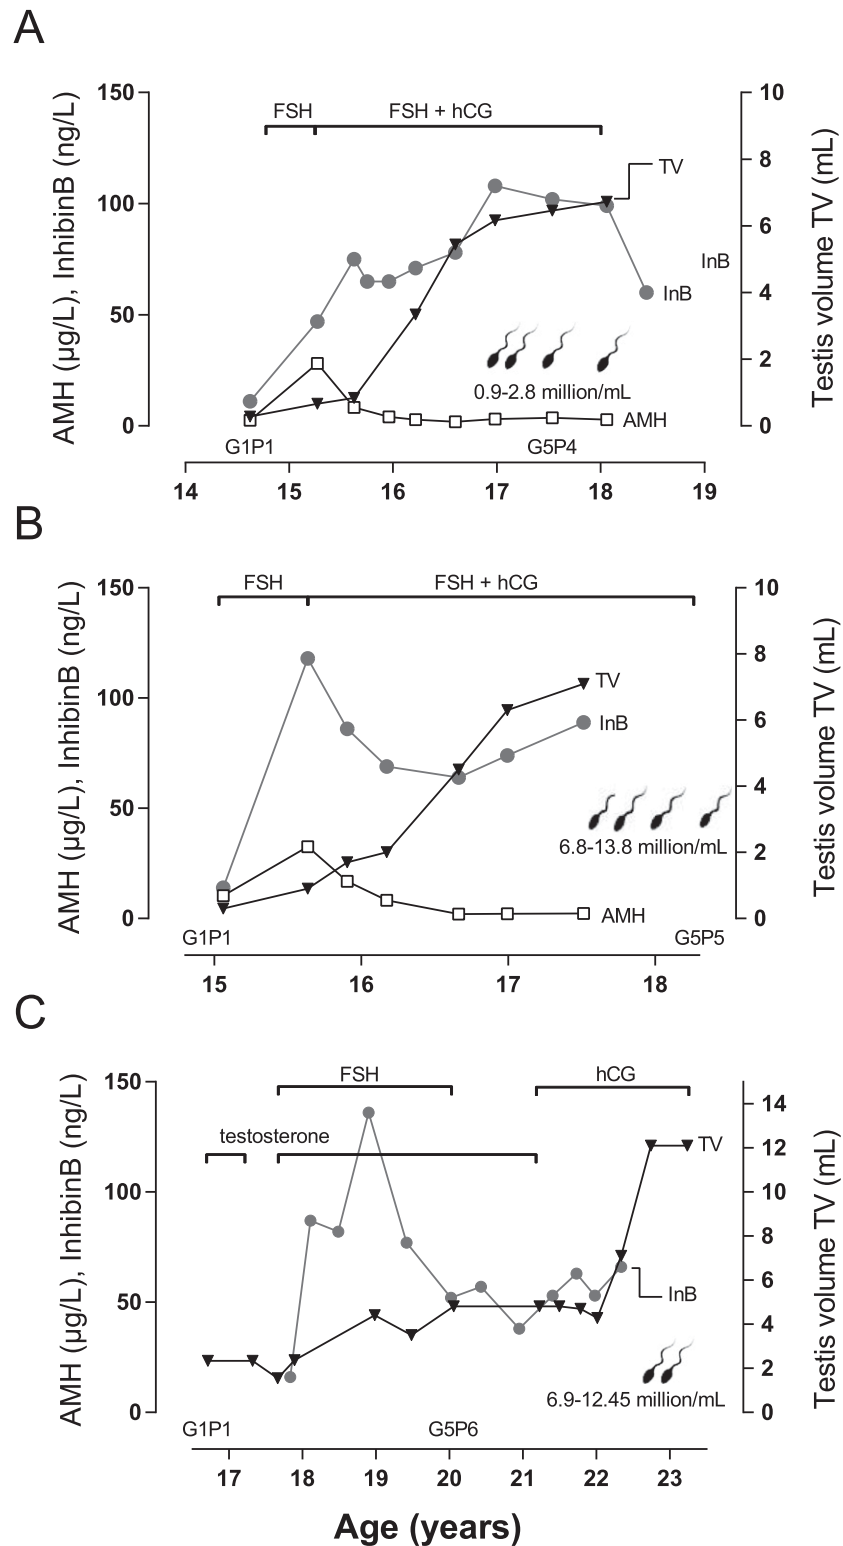 A
AMH (µg/L), InhibinB (ng/L)
150
100
50
0
FSH
FSH + hCG
TV
InB
InB
0.9-2.8 million/mL
AMH
G1P1
G5P4
10
8
6
4
2
0
Testis volume TV (mL)
14 15 16 17 18 19
B
AMH (µg/L), InhibinB (ng/L)
150
100
50
0
FSH
FSH + hCG
TV
InB
6.8-13.8 million/mL
AMH
G1P1
G5P5
10
8
6
4
2
0
Testis volume TV (mL)
15 16 17 18
C
AMH (µg/L), InhibinB (ng/L)
150
100
50
0
FSH
hCG
testosterone
TV
InB
6.9-12.45 million/mL
G1P1
G5P6
14
12
10
8
6
4
2
0
Testis volume TV (mL)
17 18 19 20 21 22 23
Age (years)